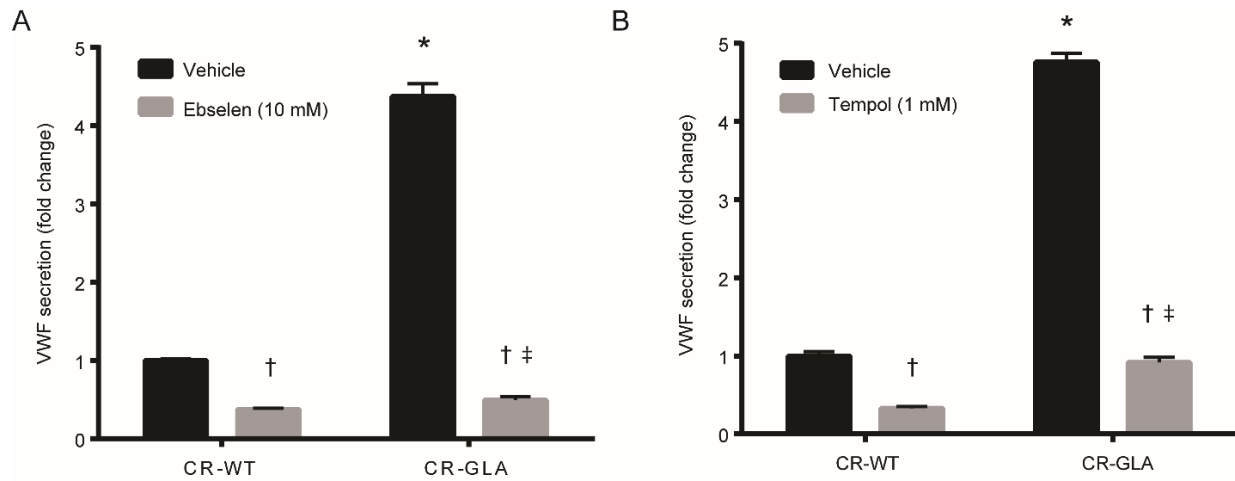 A
VWF secretion (fold change)
5
4
3
2
1
0
Vehicle
Ebselen (10 mM)
*
†
† ‡
CR-WT
CR-GLA
B
VWF secretion (fold change)
5
4
3
2
1
0
Vehicle
Tempol (1 mM)
*
†
† ‡
CR-WT
CR-GLA